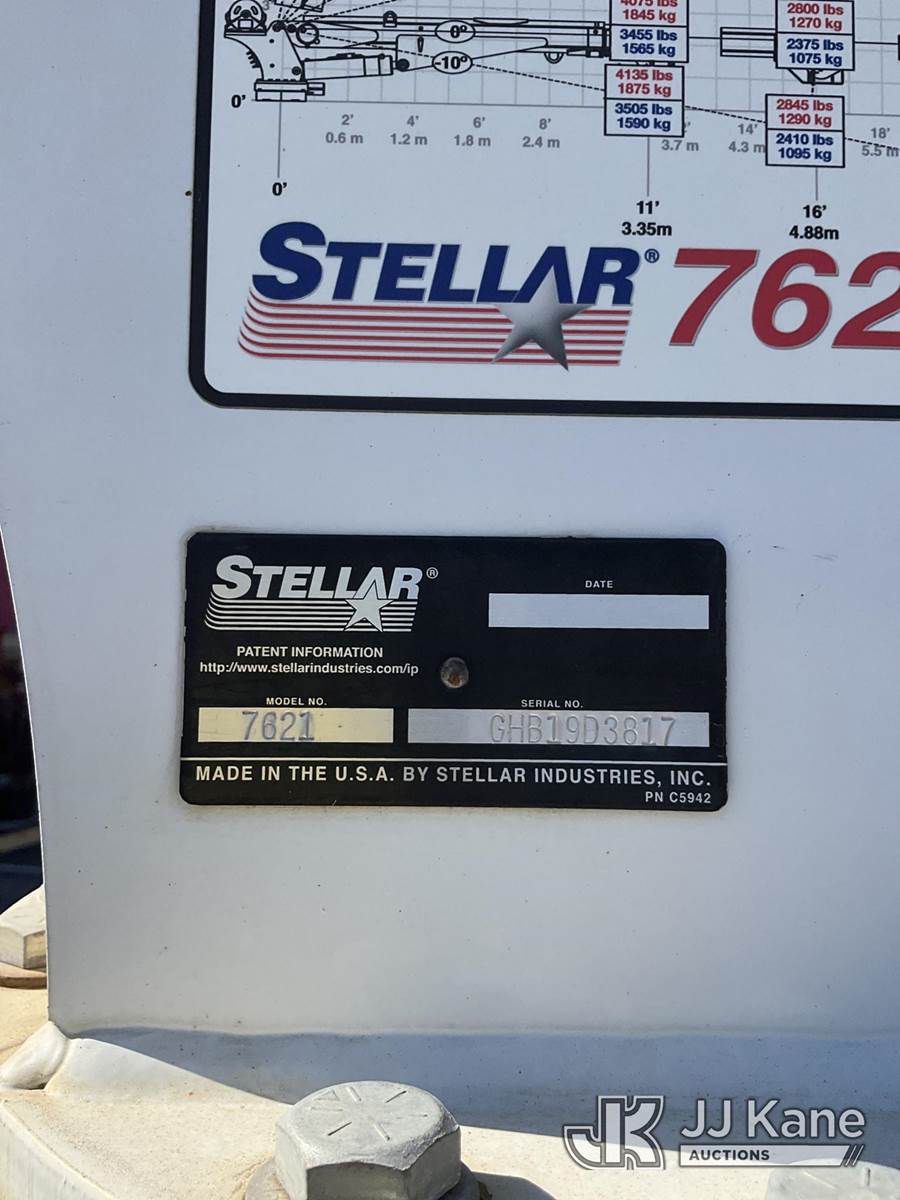 4075 lbs
1845 kg
3455 lbs
1565 kg
4135 lbs
1875 kg
3505 lbs
1590 kg
2800 lbs
1270 kg
2375 lbs
1075 kg
2845 lbs
1290 kg
2410 lbs
1095 kg
0°
-10°
0'
2' 4' 6' 8' 14' 18'
0.6 m 1.2 m 1.8 m 2.4 m 3.7 m 4.3 m 5.5 m
0'
11' 16'
3.35m 4.88m
STELLAR® 762
STELLAR®
DATE
PATENT INFORMATION
http://www.stellarindustries.com/ip
MODEL NO. SERIAL NO.
7621 GHB19D3817
MADE IN THE U.S.A. BY STELLAR INDUSTRIES, INC.
PN C5942
JK JJ Kane
AUCTIONS